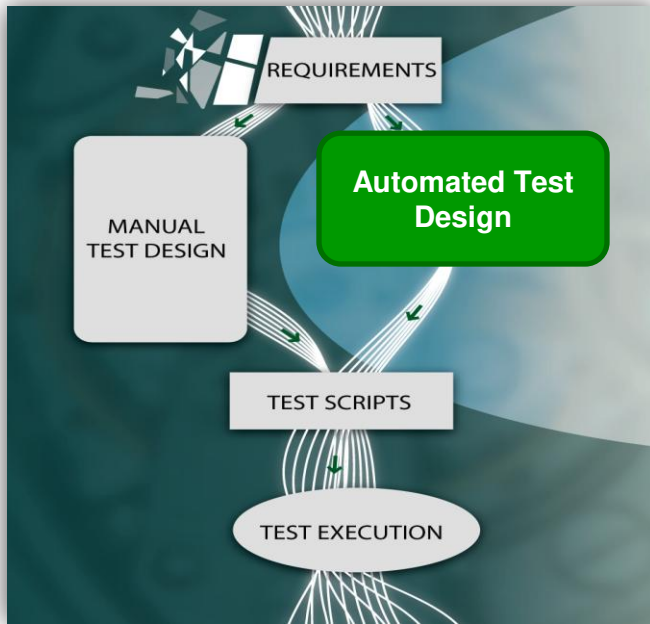 REQUIREMENTS
MANUAL
TEST DESIGN
Automated Test
Design
TEST SCRIPTS
TEST EXECUTION